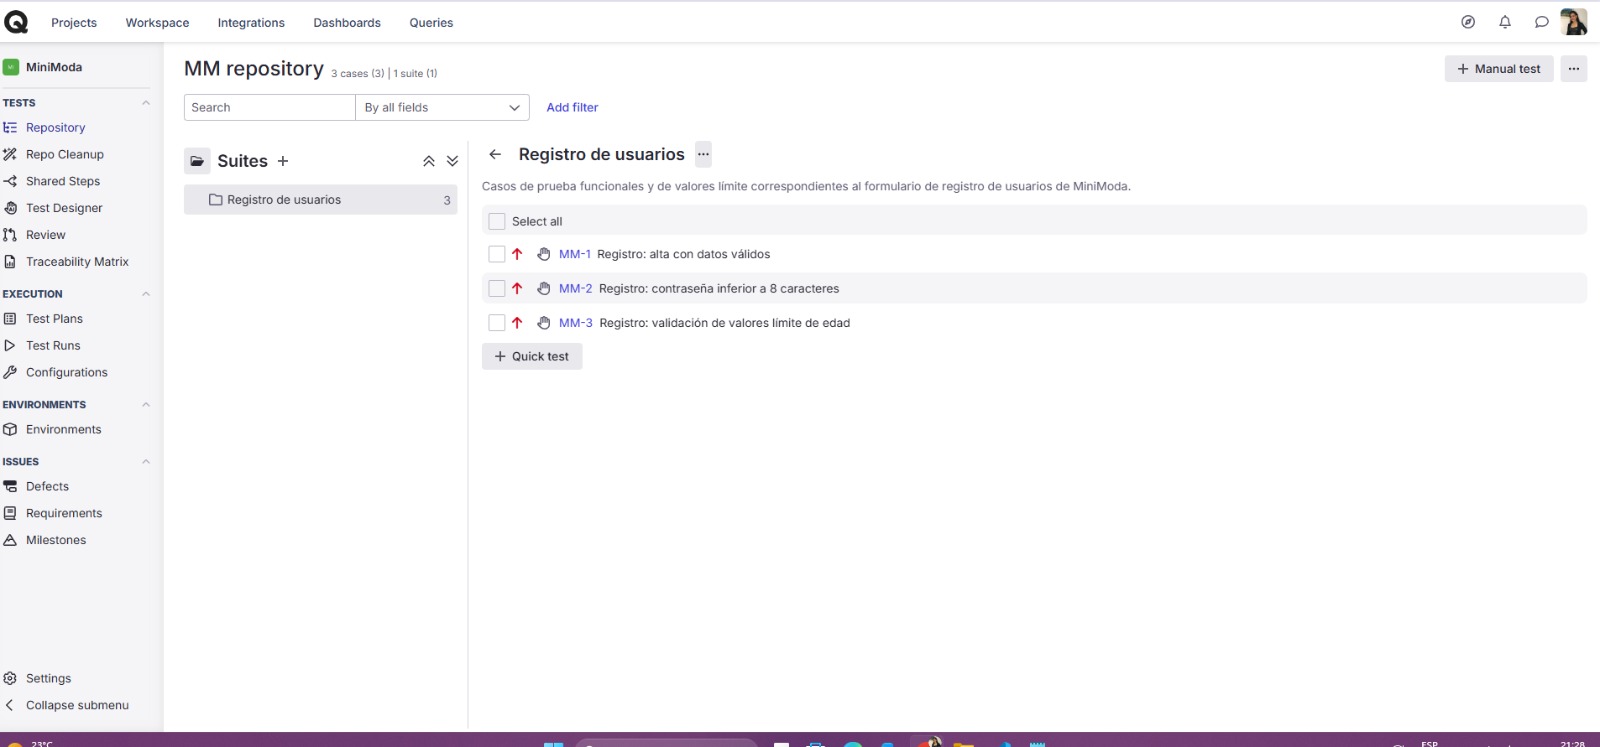 Projects Workspace Integrations Dashboards Queries
MiniModa
TESTS
Repository
Repo Cleanup
Shared Steps
Test Designer
Review
Traceability Matrix
EXECUTION
Test Plans
Test Runs
Configurations
ENVIRONMENTS
Environments
ISSUES
Defects
Requirements
Milestones
Settings
Collapse submenu
MM repository 3 cases (3) | 1 suite (1)
+ Manual test
Search By all fields Add filter
Suites +
Registro de usuarios 3
Registro de usuarios
Casos de prueba funcionales y de valores límite correspondientes al formulario de registro de usuarios de MiniModa.
Select all
MM-1 Registro: alta con datos válidos
MM-2 Registro: contraseña inferior a 8 caracteres
MM-3 Registro: validación de valores límite de edad
+ Quick test
23°C
ESP
21:28